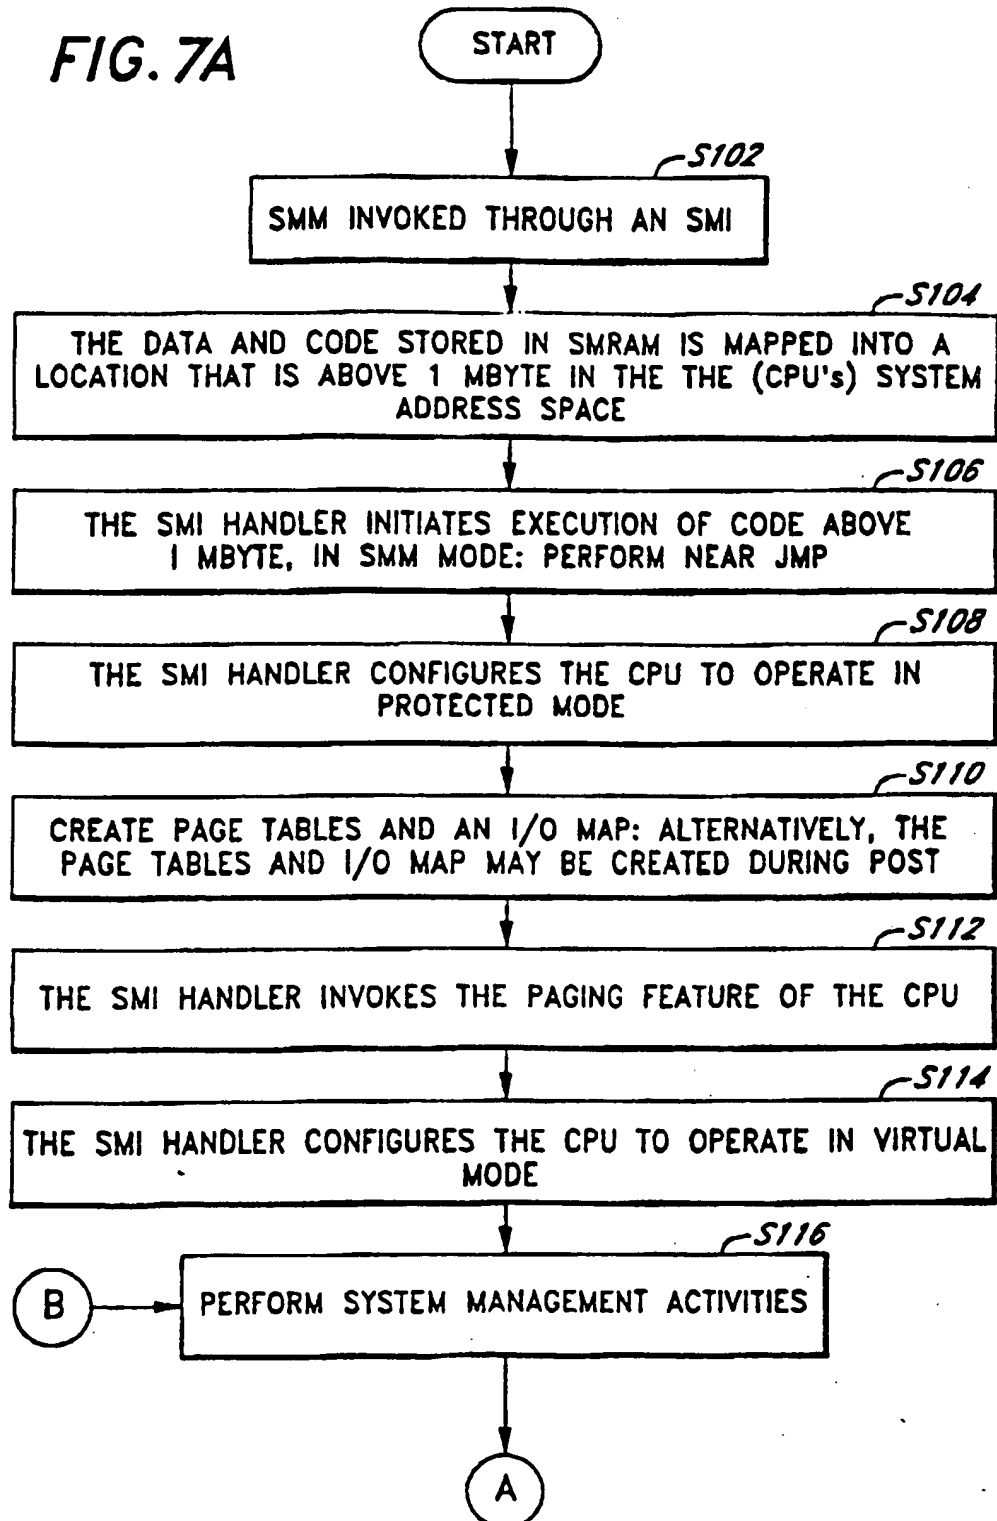 FIG. 7A
START
S102
SMM INVOKED THROUGH AN SMI
S104
THE DATA AND CODE STORED IN SMRAM IS MAPPED INTO A
LOCATION THAT IS ABOVE 1 MBYTE IN THE THE (CPU's) SYSTEM
ADDRESS SPACE
S106
THE SMI HANDLER INITIATES EXECUTION OF CODE ABOVE
1 MBYTE, IN SMM MODE: PERFORM NEAR JMP
S108
THE SMI HANDLER CONFIGURES THE CPU TO OPERATE IN
PROTECTED MODE
S110
CREATE PAGE TABLES AND AN I/O MAP: ALTERNATIVELY, THE
PAGE TABLES AND I/O MAP MAY BE CREATED DURING POST
S112
THE SMI HANDLER INVOKES THE PAGING FEATURE OF THE CPU
S114
THE SMI HANDLER CONFIGURES THE CPU TO OPERATE IN VIRTUAL
MODE
S116
B
PERFORM SYSTEM MANAGEMENT ACTIVITIES
A